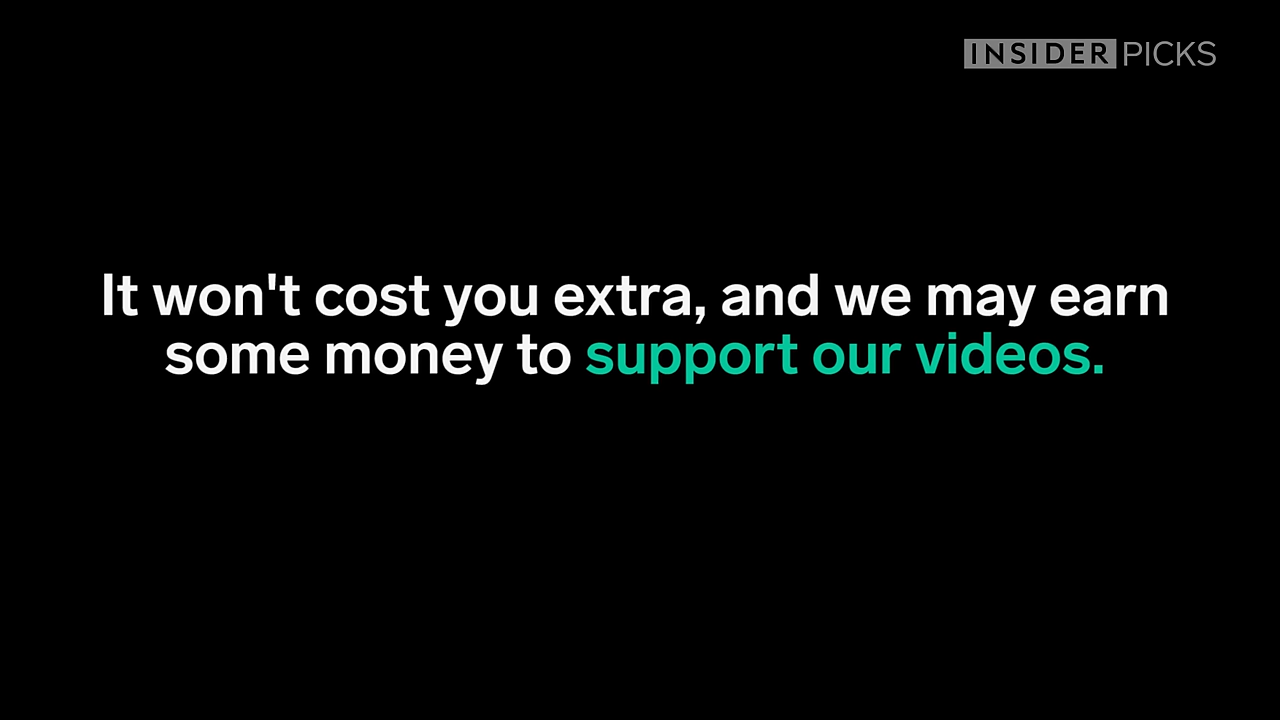 INSIDER PICKS
It won't cost you extra, and we may earn
some money to support our videos.